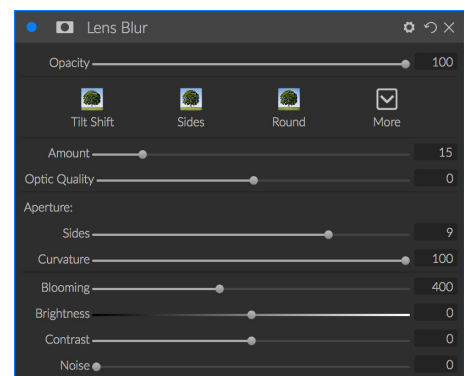 Lens Blur
Opacity 100
Tilt Shift Sides Round More
Amount 15
Optic Quality 0
Aperture:
Sides 9
Curvature 100
Blooming 400
Brightness 0
Contrast 0
Noise 0